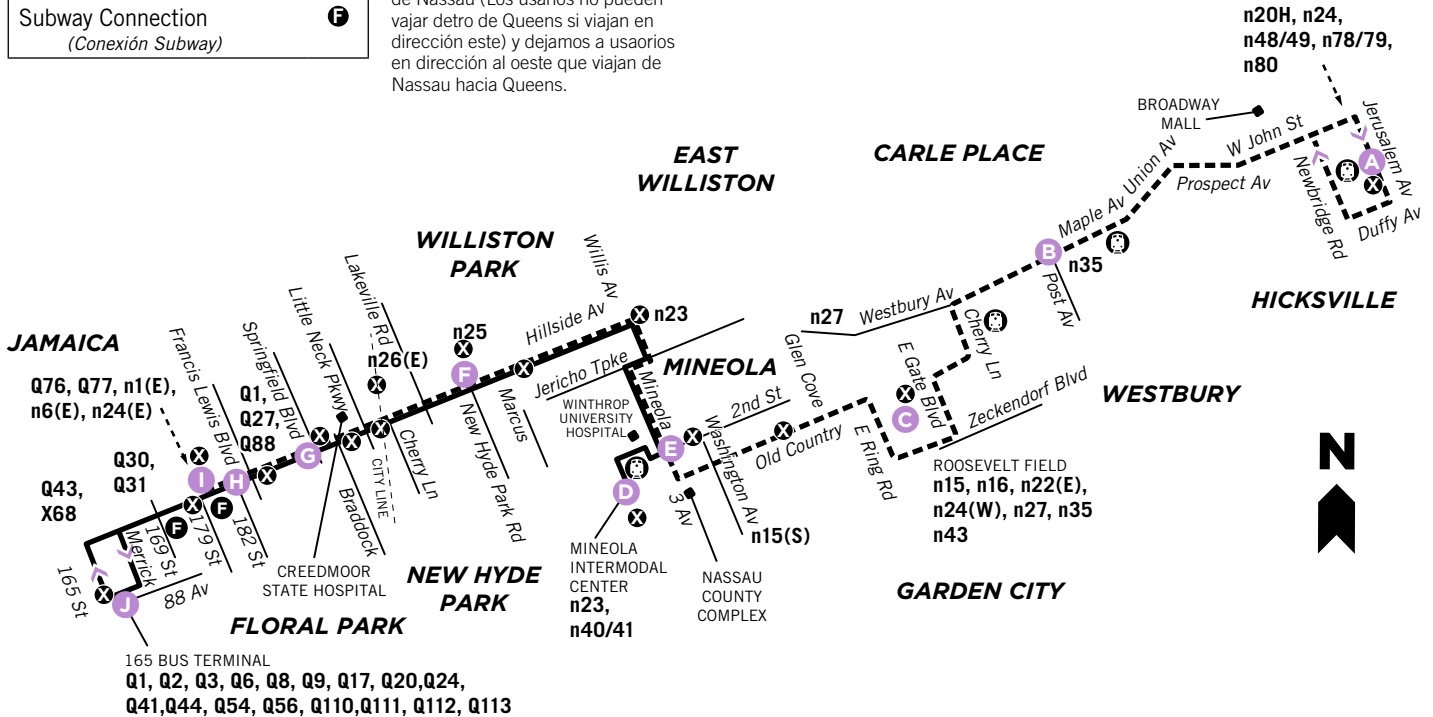 Subway Connection F
(Conexión Subway)
de Nassau (Los usarios no pueden
vajar detro de Queens si viajan en
dirección este) y dejamos a usaorios
en dirección al oeste que viajan de
Nassau hacia Queens.
n20H, n24,
n48/49, n78/79,
n80
BROADWAY
MALL
Jerusalem Av
W John St
A
X
Newbridge Rd
Duffy Av
Prospect Av
Union Av
Maple Av
B
n35
Post Av
HICKSVILLE
CARLE PLACE
EAST
WILLISTON
WILLISTON
PARK
Willis Av
X n23
Hillside Av
n27
Westbury Av
Cherry Ln
E Gate Blvd
X
C
Zeckendorf Blvd
WESTBURY
ROOSEVELT FIELD
n15, n16, n22(E),
n24(W), n27, n35
n43
E Ring Rd
Glen Cove
X
Old Country
MINEOLA
Jericho Tpke
Mineola
WINTHROP
UNIVERSITY
HOSPITAL
2nd St
E
X
Washington Av
n15(S)
3 Av
NASSAU
COUNTY
COMPLEX
GARDEN CITY
D
X
MINEOLA
INTERMODAL
CENTER
n23,
n40/41
X
Marcus
n25
X
F
New Hyde Park Rd
NEW HYDE
PARK
Lakeville Rd
n26(E)
X
X
Cherry Ln
CITY LINE
Little Neck Pkwy
X
X
Braddock
CREEDMOOR
STATE HOSPITAL
Springfield Blvd
G
X
Q1,
Q27,
Q88
Francis Lewis Blvd
H
182 St
F
JAMAICA
Q76, Q77, n1(E),
n6(E), n24(E)
X
I
X
179 St
F
169 St
Q30,
Q31
Q43,
X68
Merrick
165 St
X
J
88 Av
FLORAL PARK
165 BUS TERMINAL
Q1, Q2, Q3, Q6, Q8, Q9, Q17, Q20,Q24,
Q41,Q44, Q54, Q56, Q110,Q111, Q112, Q113
N